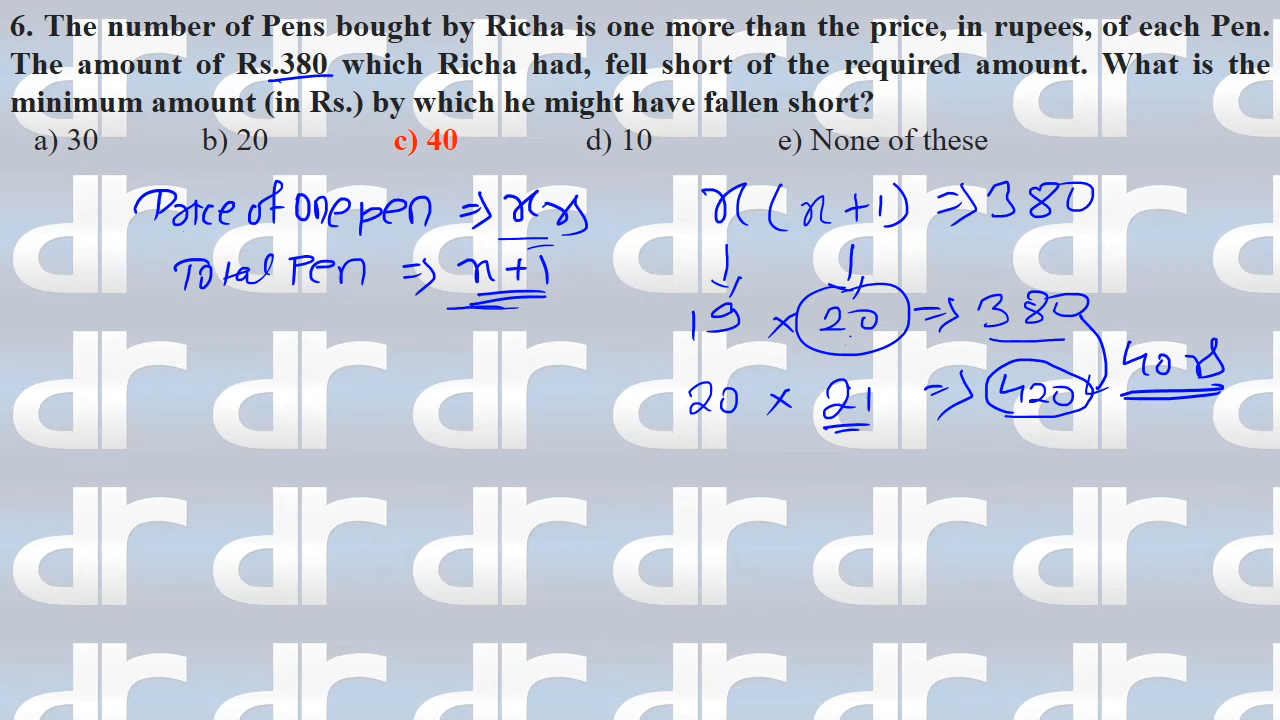 6. The number of Pens bought by Richa is one more than the price, in rupees, of each Pen.
The amount of Rs.380 which Richa had, fell short of the required amount. What is the
minimum amount (in Rs.) by which he might have fallen short?
a) 30 b) 20 c) 40 d) 10 e) None of these
Price of one pen => x rs
Total Pen => x + 1
x (x + 1) => 380
19 × 20 => 380
40 rs
20 × 21 => 420